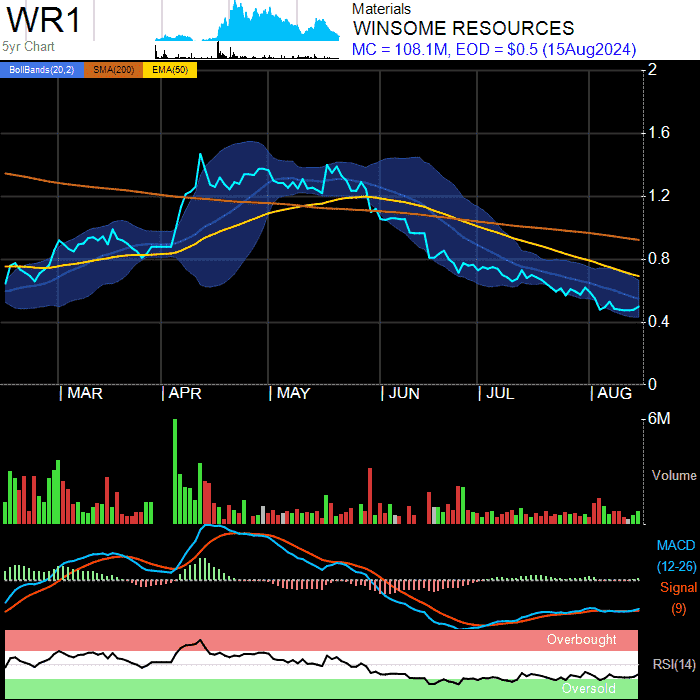 WR1
5yr Chart
Materials
WINSOME RESOURCES
MC = 108.1M, EOD = $0.5 (15Aug2024)
BollBands(20,2) SMA(200) EMA(50)
2
1.6
1.2
0.8
0.4
0
MAR APR MAY JUN JUL AUG
6M
Volume
MACD
(12-26)
Signal
(9)
Overbought
RSI(14)
Oversold